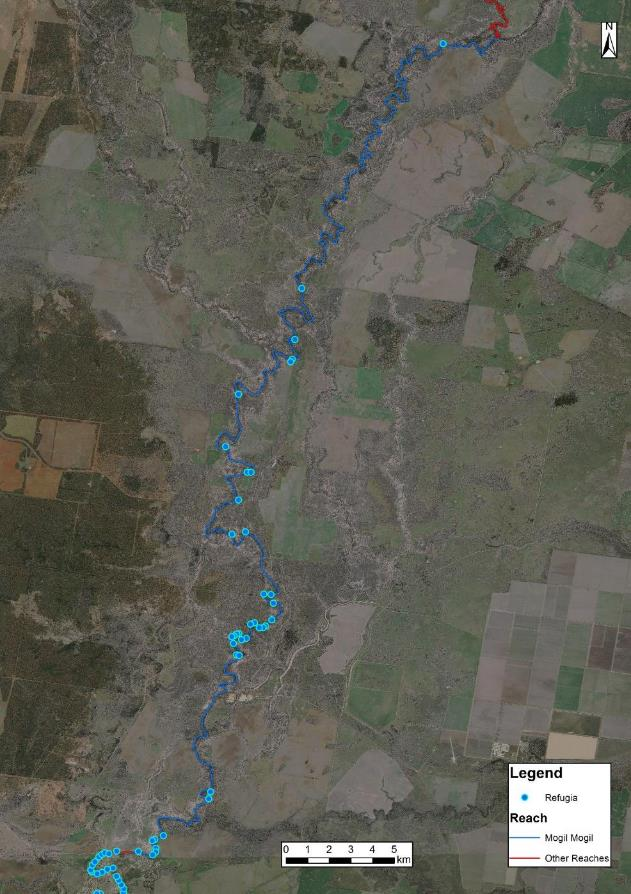 N
Legend
Refugia
Reach
Mogil Mogil
Other Reaches
0 1 2 3 4 5
km